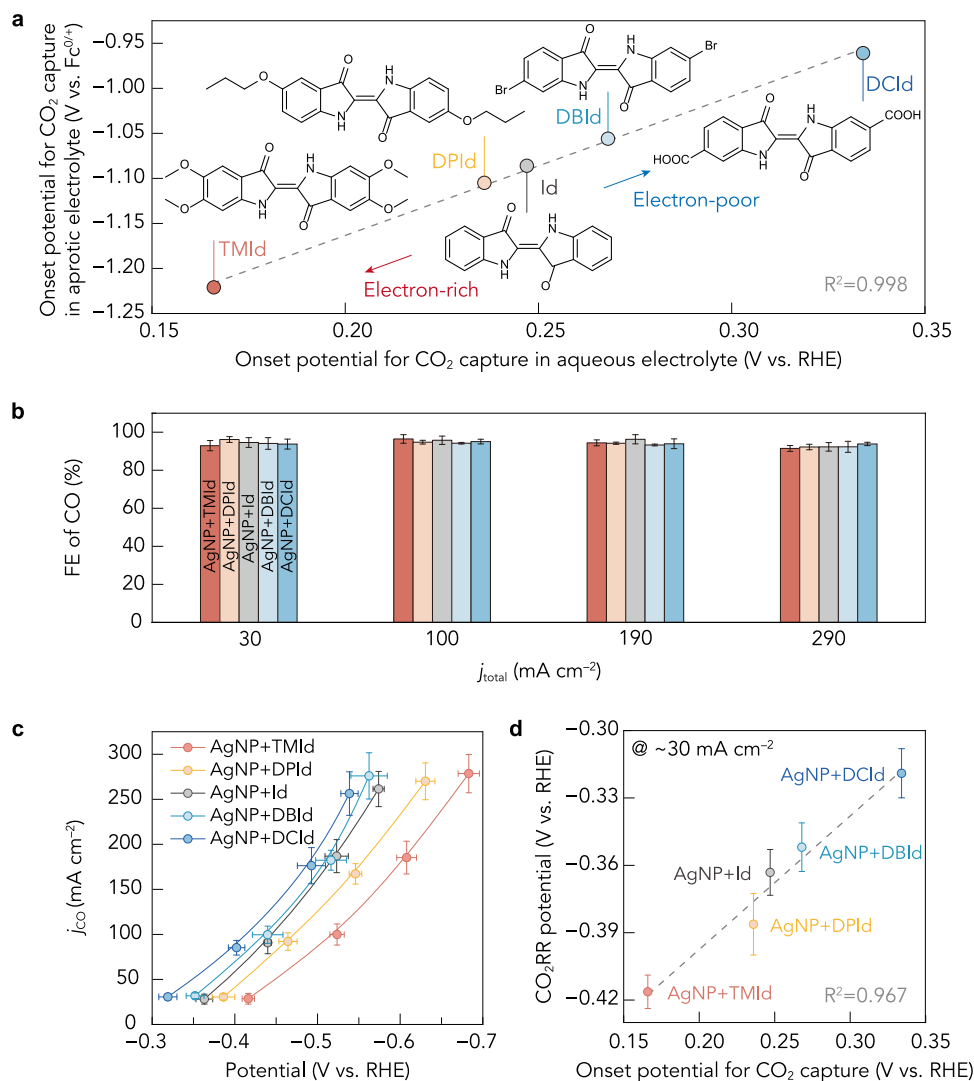 a
Onset potential for CO₂ capture
in aprotic electrolyte (V vs. Fc⁰/⁺)
−0.95
−1.00
−1.05
−1.10
−1.15
−1.20
−1.25
0.15
0.20
0.25
0.30
0.35
Onset potential for CO₂ capture in aqueous electrolyte (V vs. RHE)
O
H
N
O
N
H
O
O
DPId
O
H
N
Br
Br
N
H
O
DBId
DCId
O
H
N
COOH
HOOC
N
H
O
O
H
N
O
O
O
N
H
O
O
TMId
Id
O
H
N
N
H
O
Electron-poor
Electron-rich
R²=0.998
b
FE of CO (%)
100
80
60
40
20
0
AgNP+TMId
AgNP+DPId
AgNP+Id
AgNP+DBId
AgNP+DCId
30
100
190
290
j total (mA cm⁻²)
c
j CO (mA cm⁻²)
300
250
200
150
100
50
0
AgNP+TMId
AgNP+DPId
AgNP+Id
AgNP+DBId
AgNP+DCId
−0.3
−0.4
−0.5
−0.6
−0.7
Potential (V vs. RHE)
d
CO₂RR potential (V vs. RHE)
−0.30
−0.33
−0.36
−0.39
−0.42
@ ~30 mA cm⁻²
AgNP+DCId
AgNP+DBId
AgNP+Id
AgNP+DPId
AgNP+TMId
R²=0.967
0.15
0.20
0.25
0.30
0.35
Onset potential for CO₂ capture (V vs. RHE)